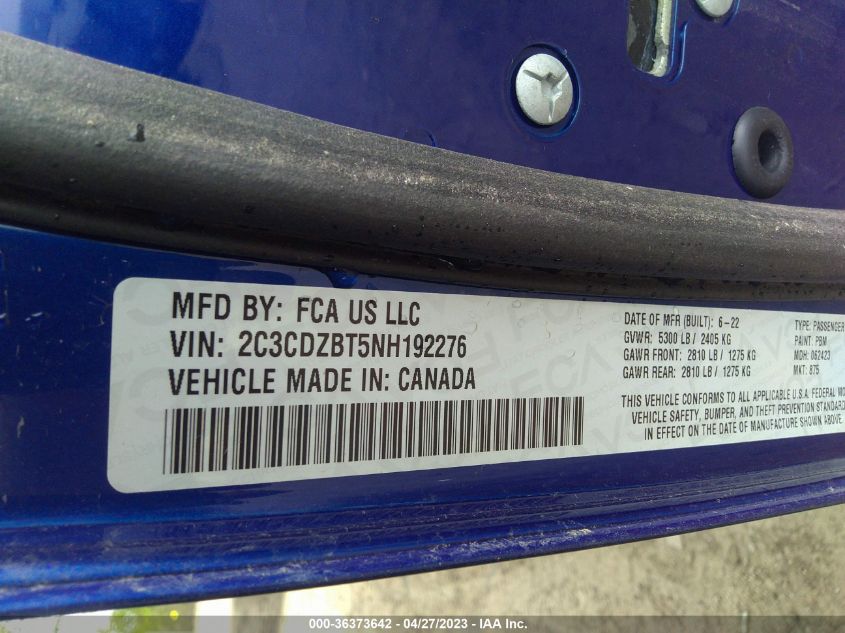 MFD BY: FCA US LLC
VIN: 2C3CDZBT5NH192276
VEHICLE MADE IN: CANADA
DATE OF MFR (BUILT): 6-22
GVWR: 5300 LB / 2405 KG
GAWR FRONT: 2810 LB / 1275 KG
GAWR REAR: 2810 LB / 1275 KG
TYPE: PASSENGER
PAINT: PBM
MDH: 062423
MKT: 875
THIS VEHICLE CONFORMS TO ALL APPLICABLE U.S.A. FEDERAL MO
VEHICLE SAFETY, BUMPER, AND THEFT PREVENTION STANDARD
IN EFFECT ON THE DATE OF MANUFACTURE SHOWN ABOVE.
000-36373642 - 04/27/2023 - IAA Inc.